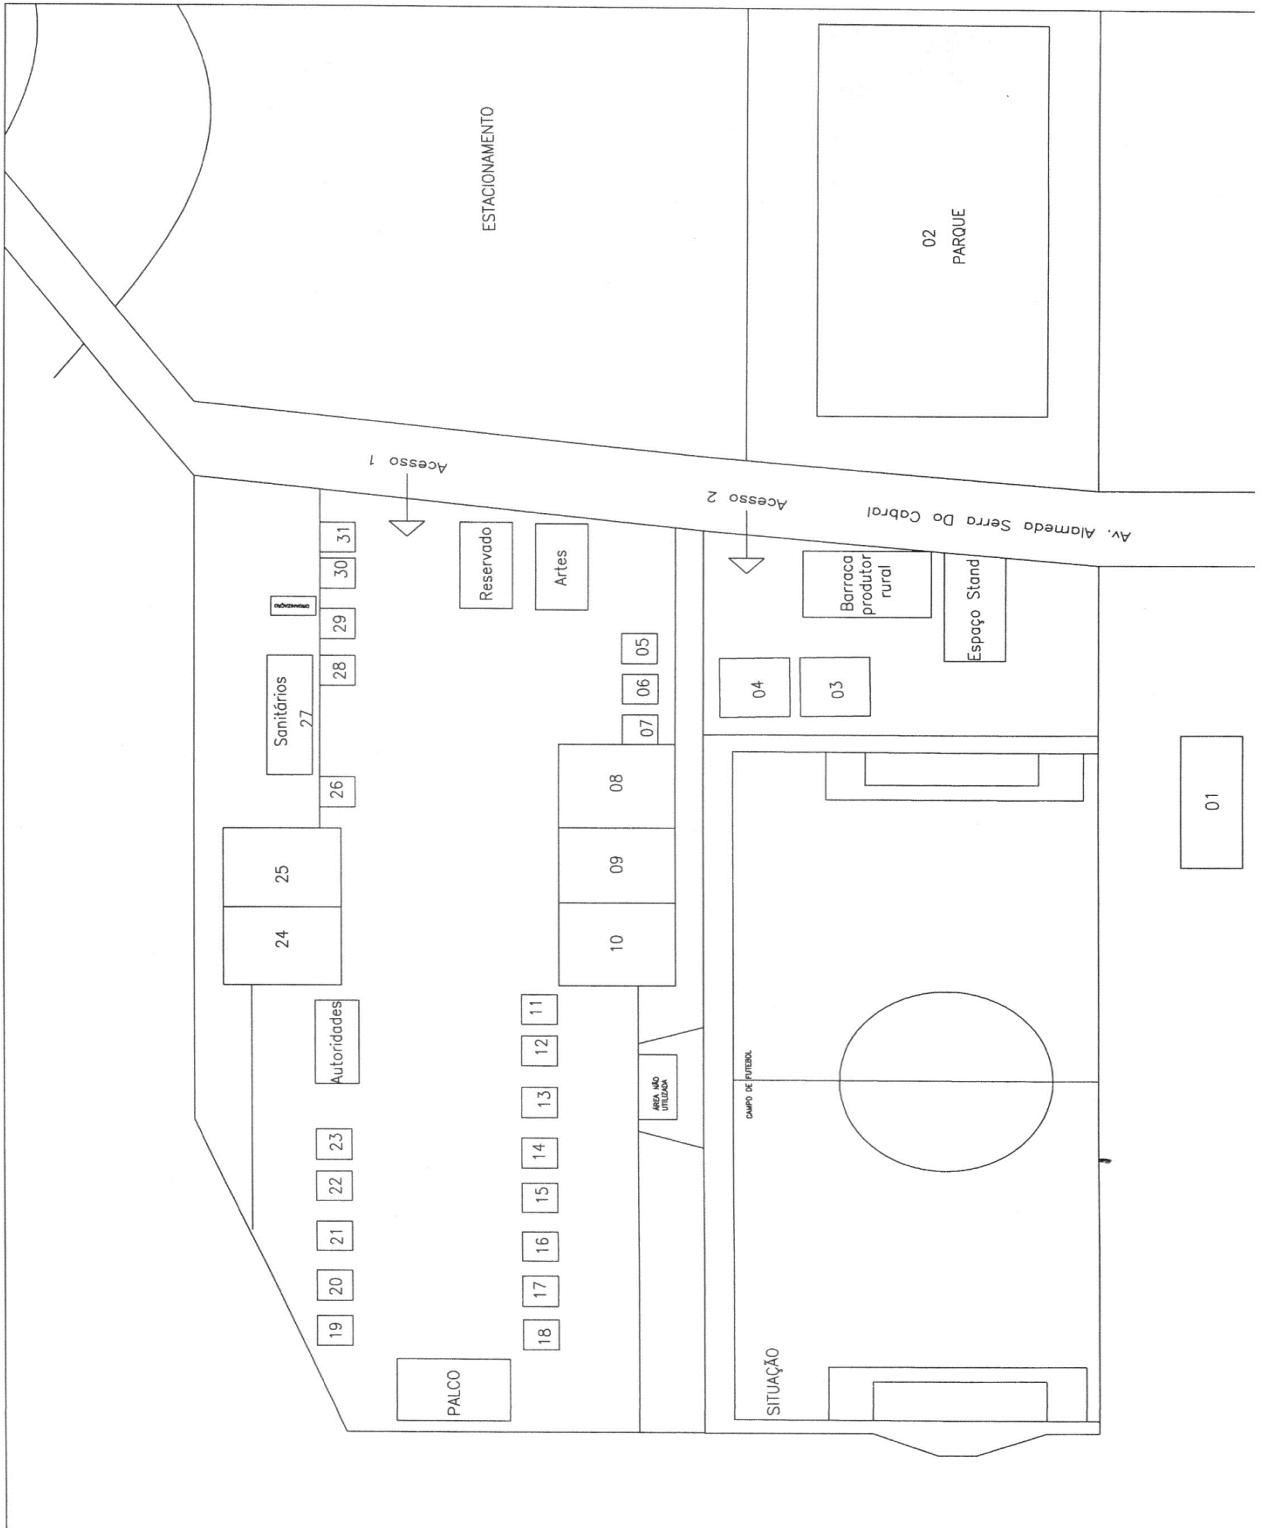 ESTACIONAMENTO
02
PARQUE
Acesso 1
Acesso 2
Av. Alameda Serra Do Cabral
31
30
29
28
26
ORGANIZAÇÃO
Sanitários
27
Reservado
Artes
Barraca
produtor
rural
Espaço Stand
05
06
07
04
03
01
08
09
10
25
24
Autoridades
11
12
13
14
15
16
17
18
23
22
21
20
19
ÁREA NÃO
UTILIZADA
CAMPO DE FUTEBOL
PALCO
SITUAÇÃO